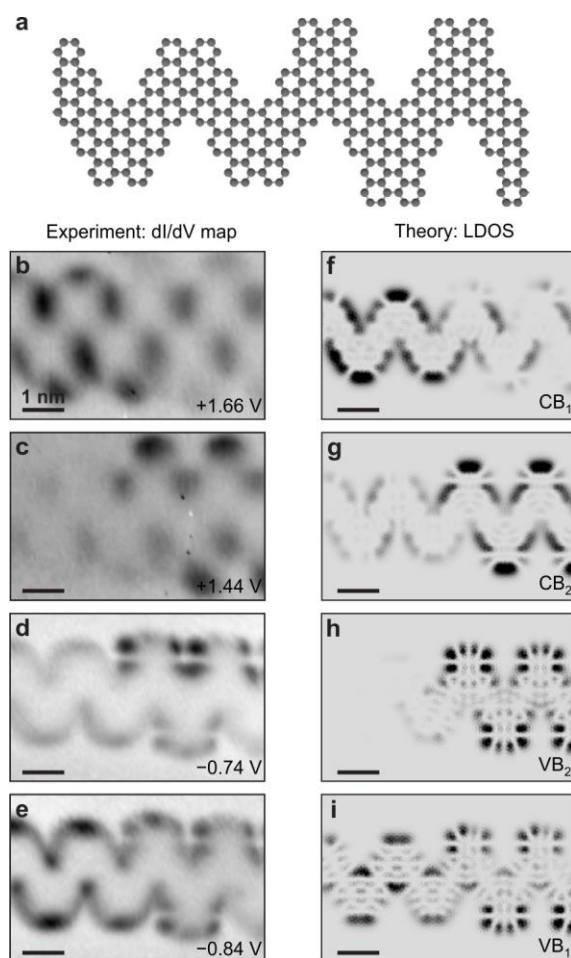 a
Experiment: dI/dV map
Theory: LDOS
b
1 nm
+1.66 V
f
CB₁
c
+1.44 V
g
CB₂
d
−0.74 V
h
VB₂
e
−0.84 V
i
VB₁